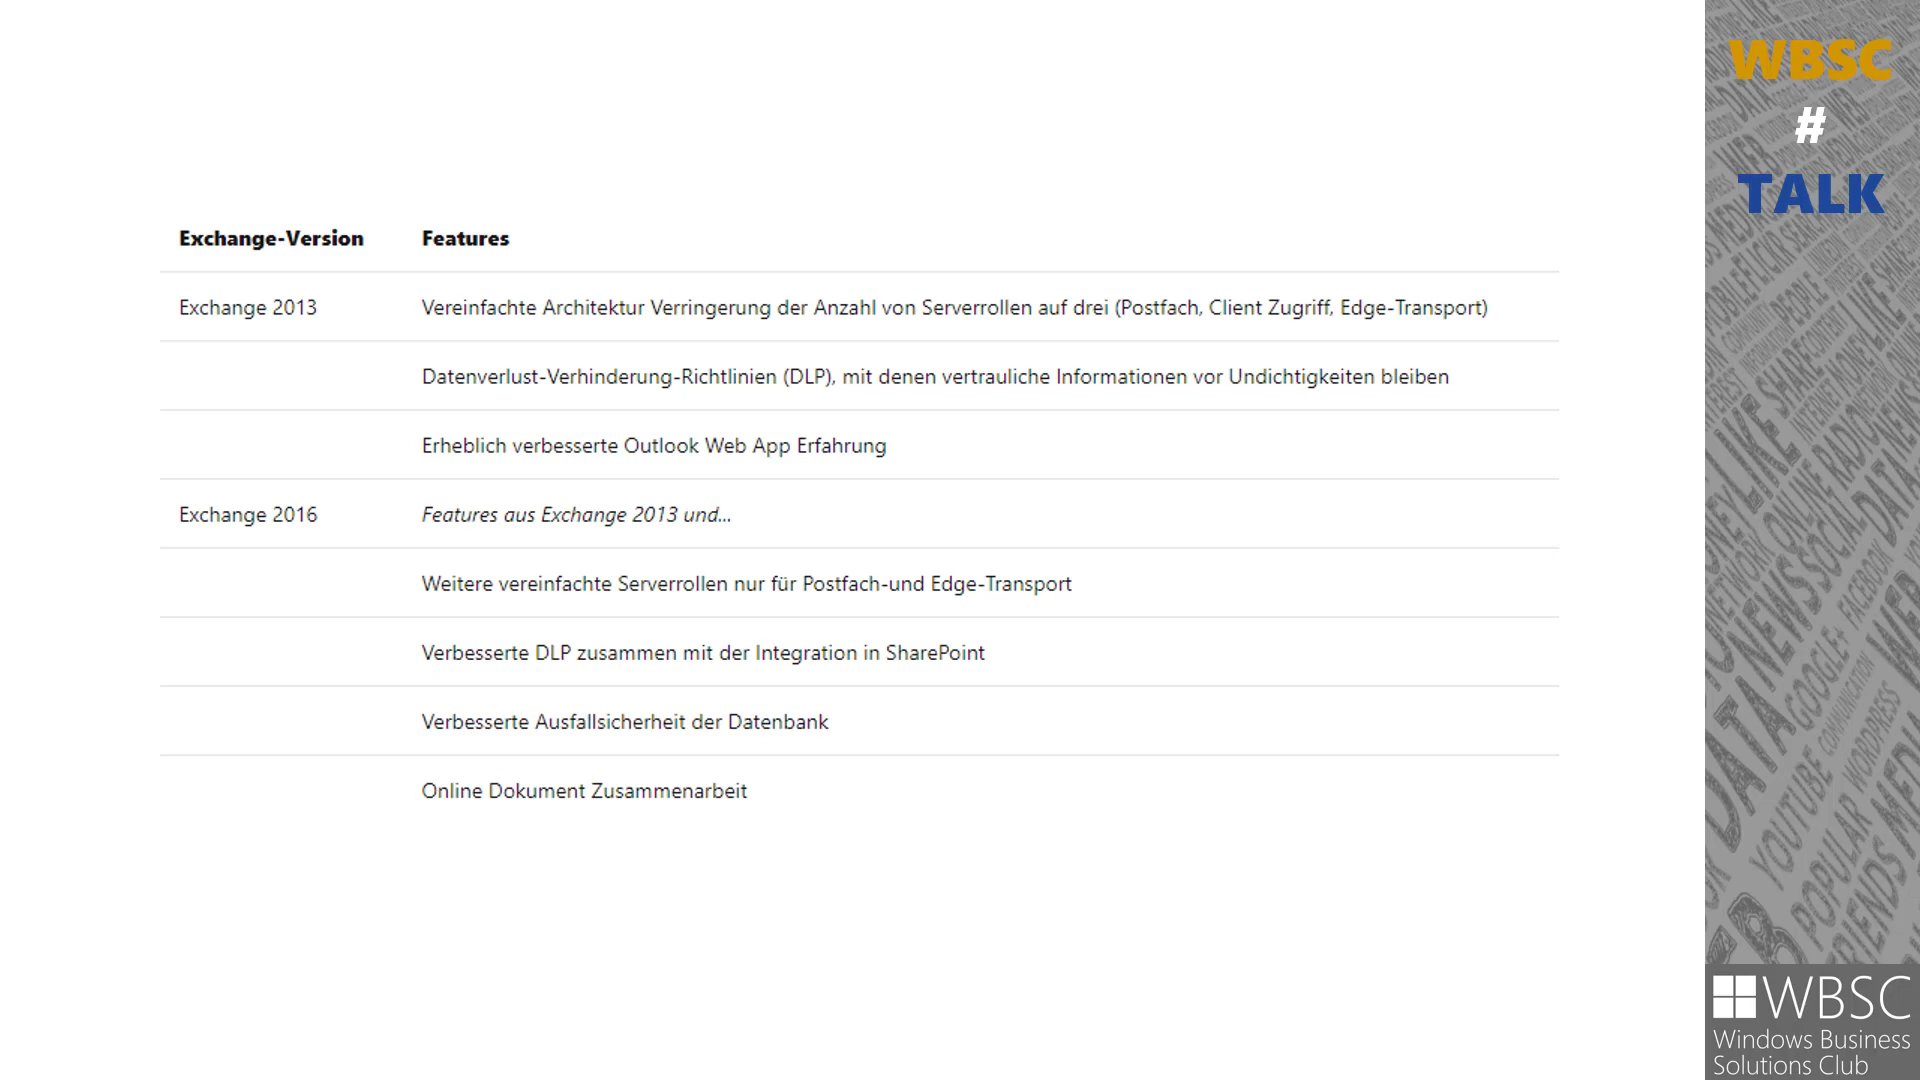 WBSC
#
TALK
Exchange-Version Features
Exchange 2013 Vereinfachte Architektur Verringerung der Anzahl von Serverrollen auf drei (Postfach, Client Zugriff, Edge-Transport)
Datenverlust-Verhinderung-Richtlinien (DLP), mit denen vertrauliche Informationen vor Undichtigkeiten bleiben
Erheblich verbesserte Outlook Web App Erfahrung
Exchange 2016 Features aus Exchange 2013 und...
Weitere vereinfachte Serverrollen nur für Postfach-und Edge-Transport
Verbesserte DLP zusammen mit der Integration in SharePoint
Verbesserte Ausfallsicherheit der Datenbank
Online Dokument Zusammenarbeit
WBSC
Windows Business
Solutions Club